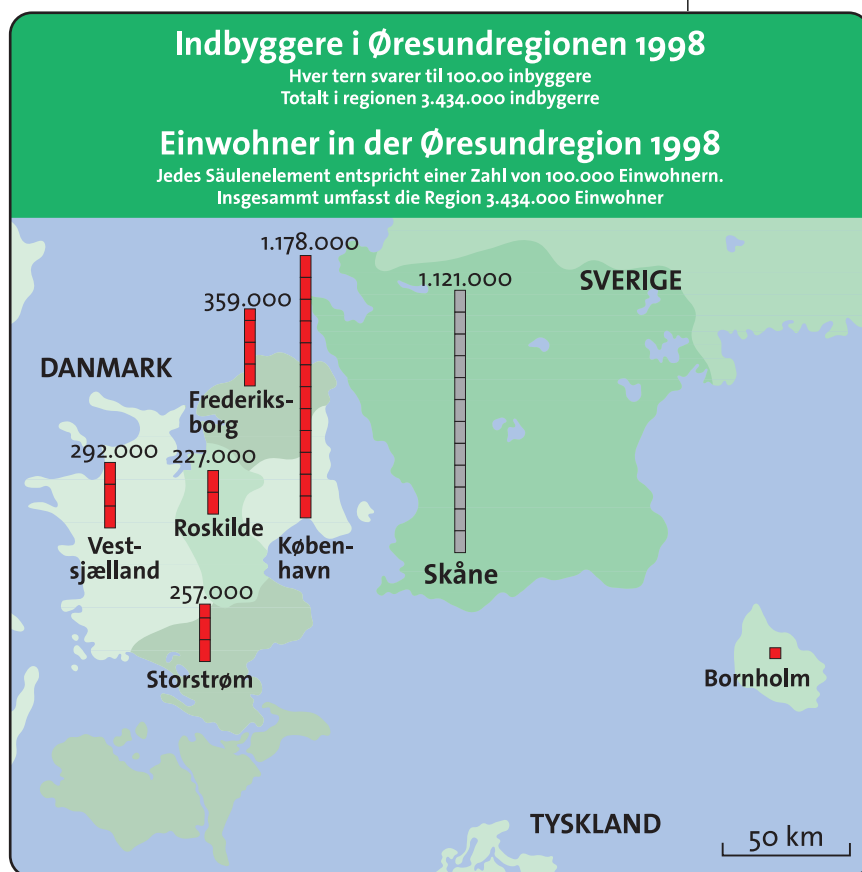 Indbyggere i Øresundregionen 1998
Hver tern svarer til 100.00 inbyggere
Totalt i regionen 3.434.000 indbygerre
Einwohner in der Øresundregion 1998
Jedes Säulenelement entspricht einer Zahl von 100.000 Einwohnern.
Insgesammt umfasst die Region 3.434.000 Einwohner
1.178.000
359.000
1.121.000
SVERIGE
DANMARK
Frederiks-
borg
292.000
227.000
Vest-
sjælland
Roskilde
Køben-
havn
Skåne
257.000
Storstrøm
Bornholm
TYSKLAND
50 km